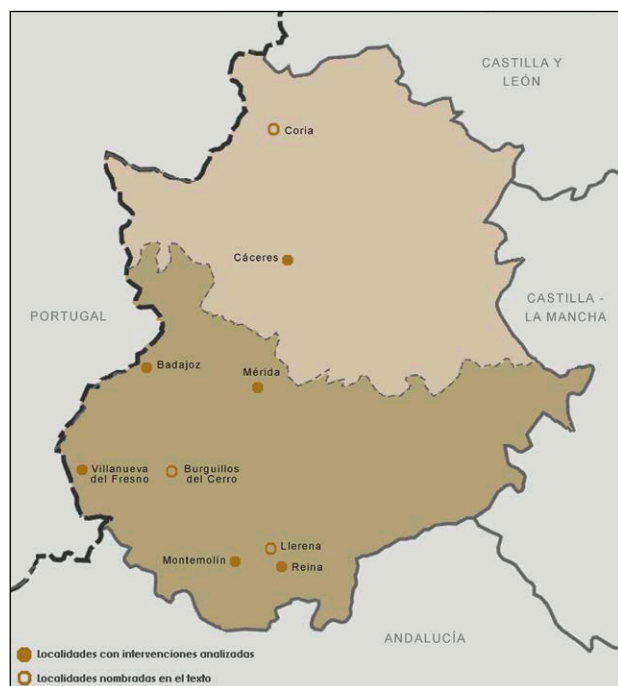 CASTILLA Y
LEÓN
Coria
Cáceres
CASTILLA -
LA MANCHA
PORTUGAL
Badajoz
Mérida
Villanueva
del Fresno
Burguillos
del Cerro
Llerena
Montemolín
Reina
ANDALUCÍA
Localidades con intervenciones analizadas
Localidades nombradas en el texto